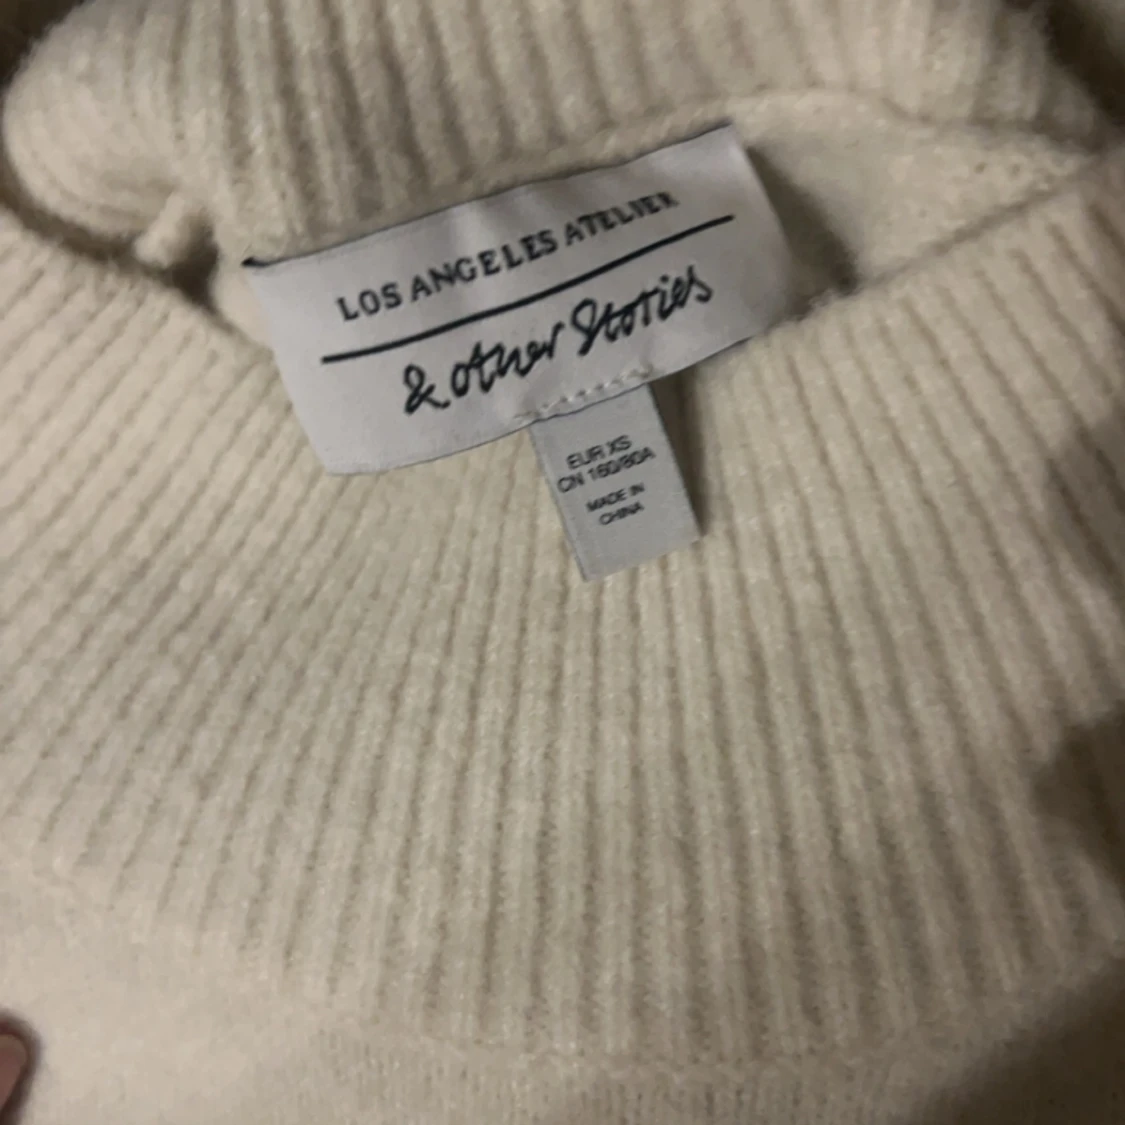 LOS ANGELES ATELIER
& other Stories
EUR XS
CN 160/80A
MADE IN
CHINA